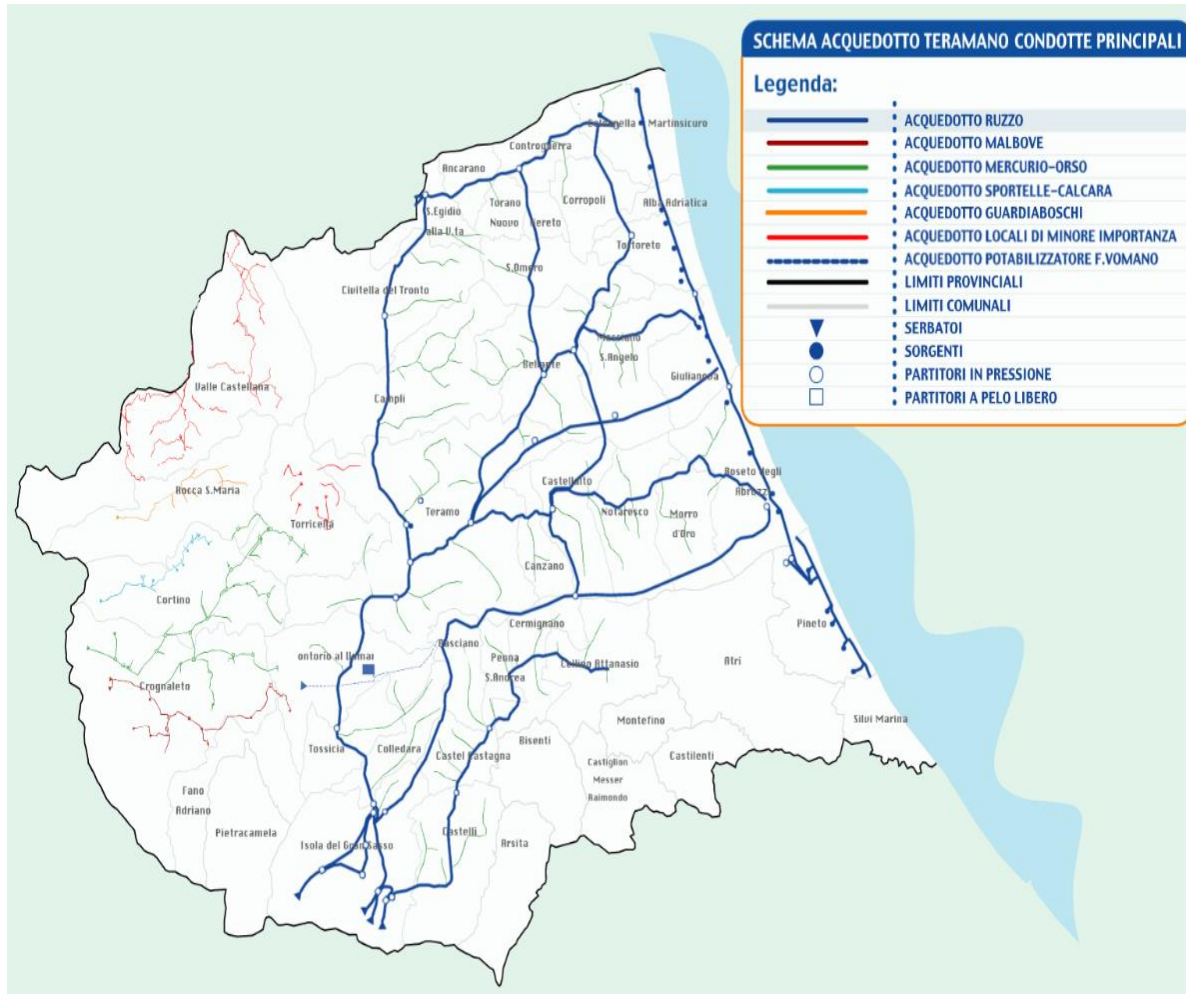 SCHEMA ACQUEDOTTO TERAMANO CONDOTTE PRINCIPALI
Legenda:
ACQUEDOTTO RUZZO
ACQUEDOTTO MALBOVE
ACQUEDOTTO MERCURIO-ORSO
ACQUEDOTTO SPORTELLE-CALCARA
ACQUEDOTTO GUARDIABOSCHI
ACQUEDOTTO LOCALI DI MINORE IMPORTANZA
ACQUEDOTTO POTABILIZZATORE F.VOMANO
LIMITI PROVINCIALI
LIMITI COMUNALI
SERBATOI
SORGENTI
PARTITORI IN PRESSIONE
PARTITORI A PELO LIBERO
Martinsicuro
Controguerra
Ancarano
S.Egidio
alla V.ta
Torano
Nuovo
Corropoli
Alba Adriatica
Tortoreto
S.Omero
Civitella del Tronto
S.Angelo
Bellante
Giulianova
Valle Castellana
Campli
Rocca S.Maria
Torricella
Teramo
Castellalto
Notaresco
Morro
d'Oro
Roseto degli
Abruzzi
Canzano
Cortino
Cermignano
Pineto
Basciano
Penna
S.Andrea
Cellino Attanasio
Atri
Crognaleto
Silvi Marina
Montefino
Bisenti
Castilenti
Tossicia
Colledara
Castel Castagna
Castiglion
Messer
Raimondo
Fano
Adriano
Pietracamela
Isola del Gran Sasso
Castelli
Arsita